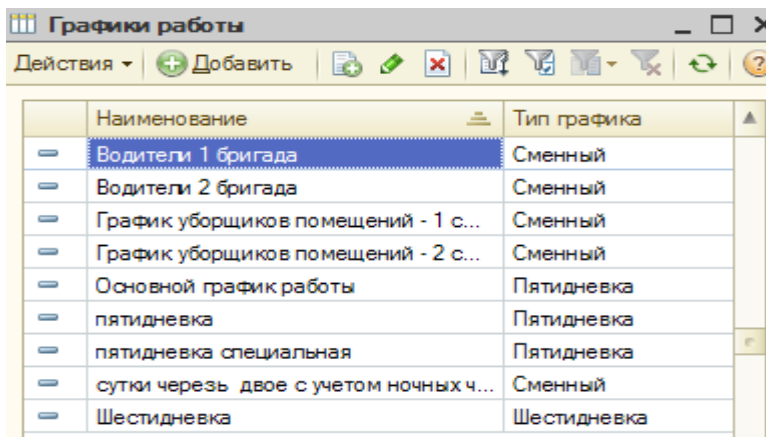 Графики работы
Действия Добавить
Наименование Тип графика
Водители 1 бригада Сменный
Водители 2 бригада Сменный
График уборщиков помещений - 1 с... Сменный
График уборщиков помещений - 2 с... Сменный
Основной график работы Пятидневка
пятидневка Пятидневка
пятидневка специальная Пятидневка
сутки черезь двое с учетом ночных ч... Сменный
Шестидневка Шестидневка